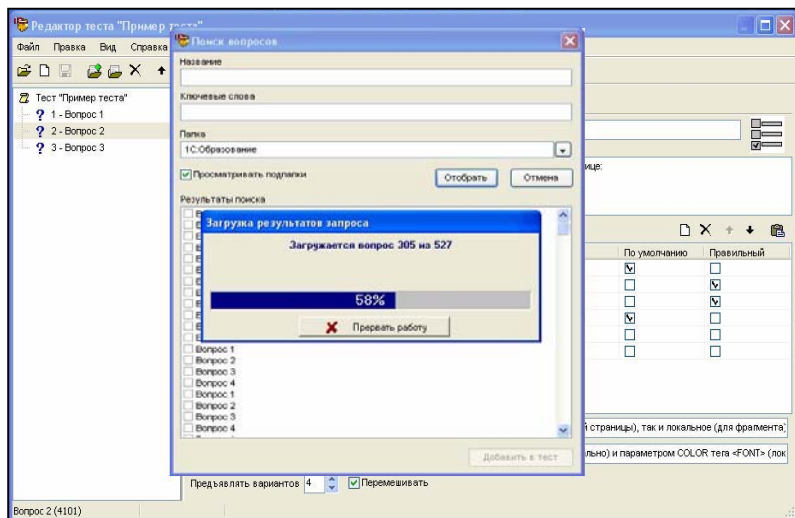 Редактор теста "Пример теста"
Файл Правка Вид Справка
Тест "Пример теста"
1 - Вопрос 1
2 - Вопрос 2
3 - Вопрос 3
Поиск вопросов
Название
Ключевые слова
Папка
1С:Образование
Просматривать подпапки
Отобрать
Отмена
Результаты поиска
Загрузка результатов запроса
Загружается вопрос 305 из 527
58%
Прервать работу
Вопрос 1
Вопрос 2
Вопрос 3
Вопрос 4
Вопрос 1
Вопрос 2
Вопрос 3
Вопрос 4
Добавить в тест
ице:
По умолчанию Правильный
й страницы), так и локальное (для фрагмента
льно) и параметром COLOR тега <FONT> (лок
Предъявлять вариантов 4 Перемешивать
Вопрос 2 (4101)